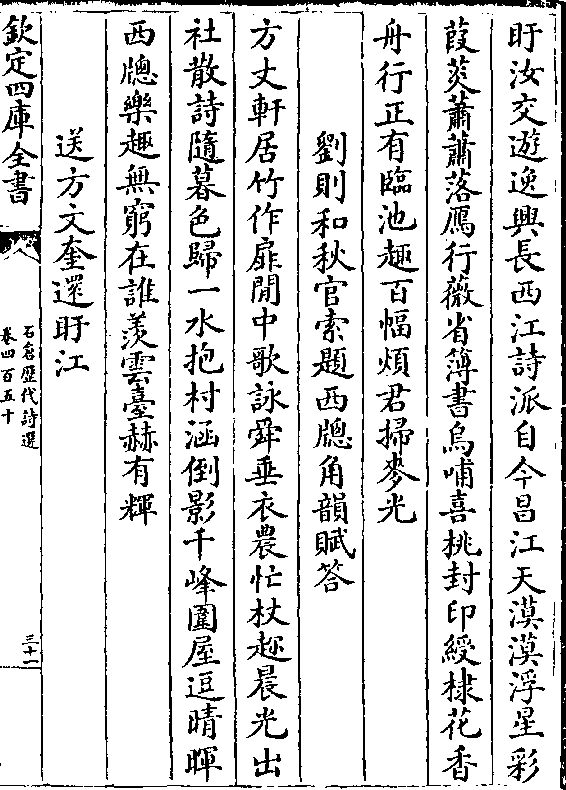 盱汝交遊逸興長西江詩派自今昌江天漠漠浮星彩
葭菼蕭蕭落鴈行薇省簿書烏哺喜桃封印綬棣花香
舟行正有臨池趣百幅煩君掃麥光
劉則和秋官索題西牕角韻賦答
方丈軒居竹作扉閒中歌詠舜垂衣農忙杖趂晨光出
社散詩隨暮色歸一水抱村涵倒影千峰圍屋逗晴暉
西牕樂趣無窮在誰羡雲臺赫有輝
送方文奎還盱江
欽定四庫全書
石倉歷代詩選
卷四百五十
三十一